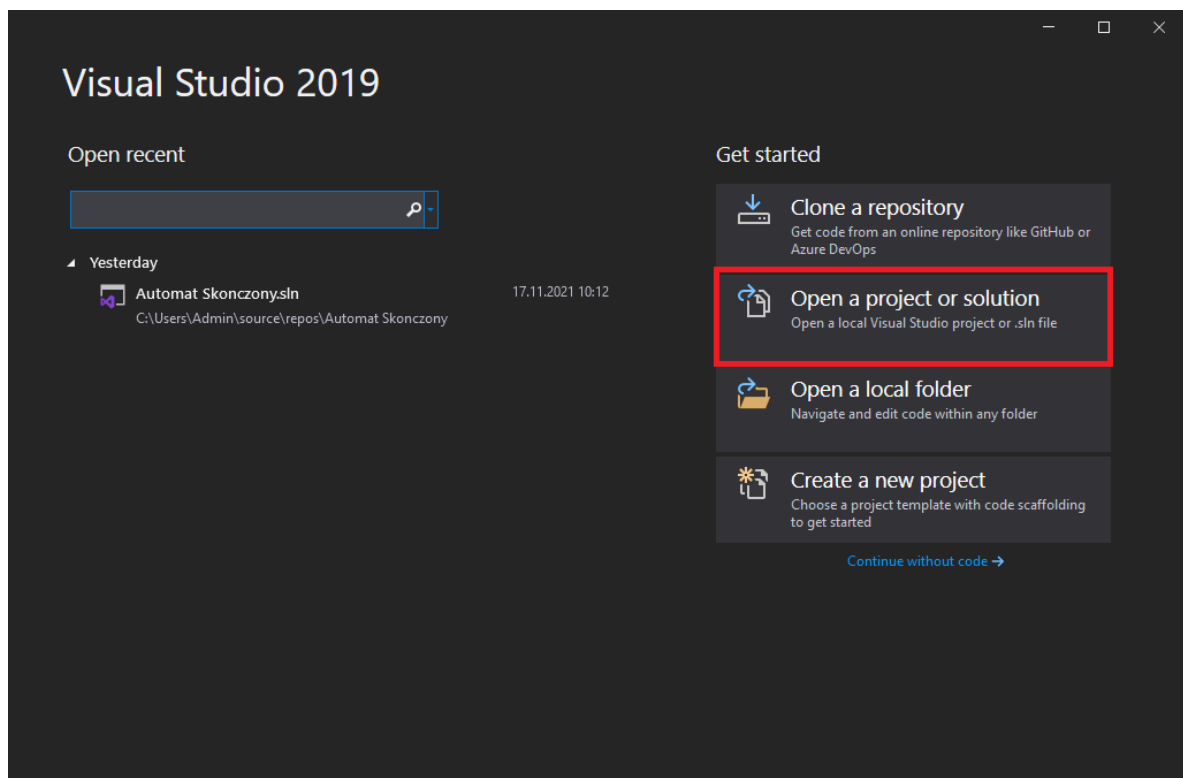 Visual Studio 2019
Open recent
Yesterday
Automat Skonczony.sln
17.11.2021 10:12
C:\Users\Admin\source\repos\Automat Skonczony
Get started
Clone a repository
Get code from an online repository like GitHub or
Azure DevOps
Open a project or solution
Open a local Visual Studio project or .sln file
Open a local folder
Navigate and edit code within any folder
Create a new project
Choose a project template with code scaffolding
to get started
Continue without code